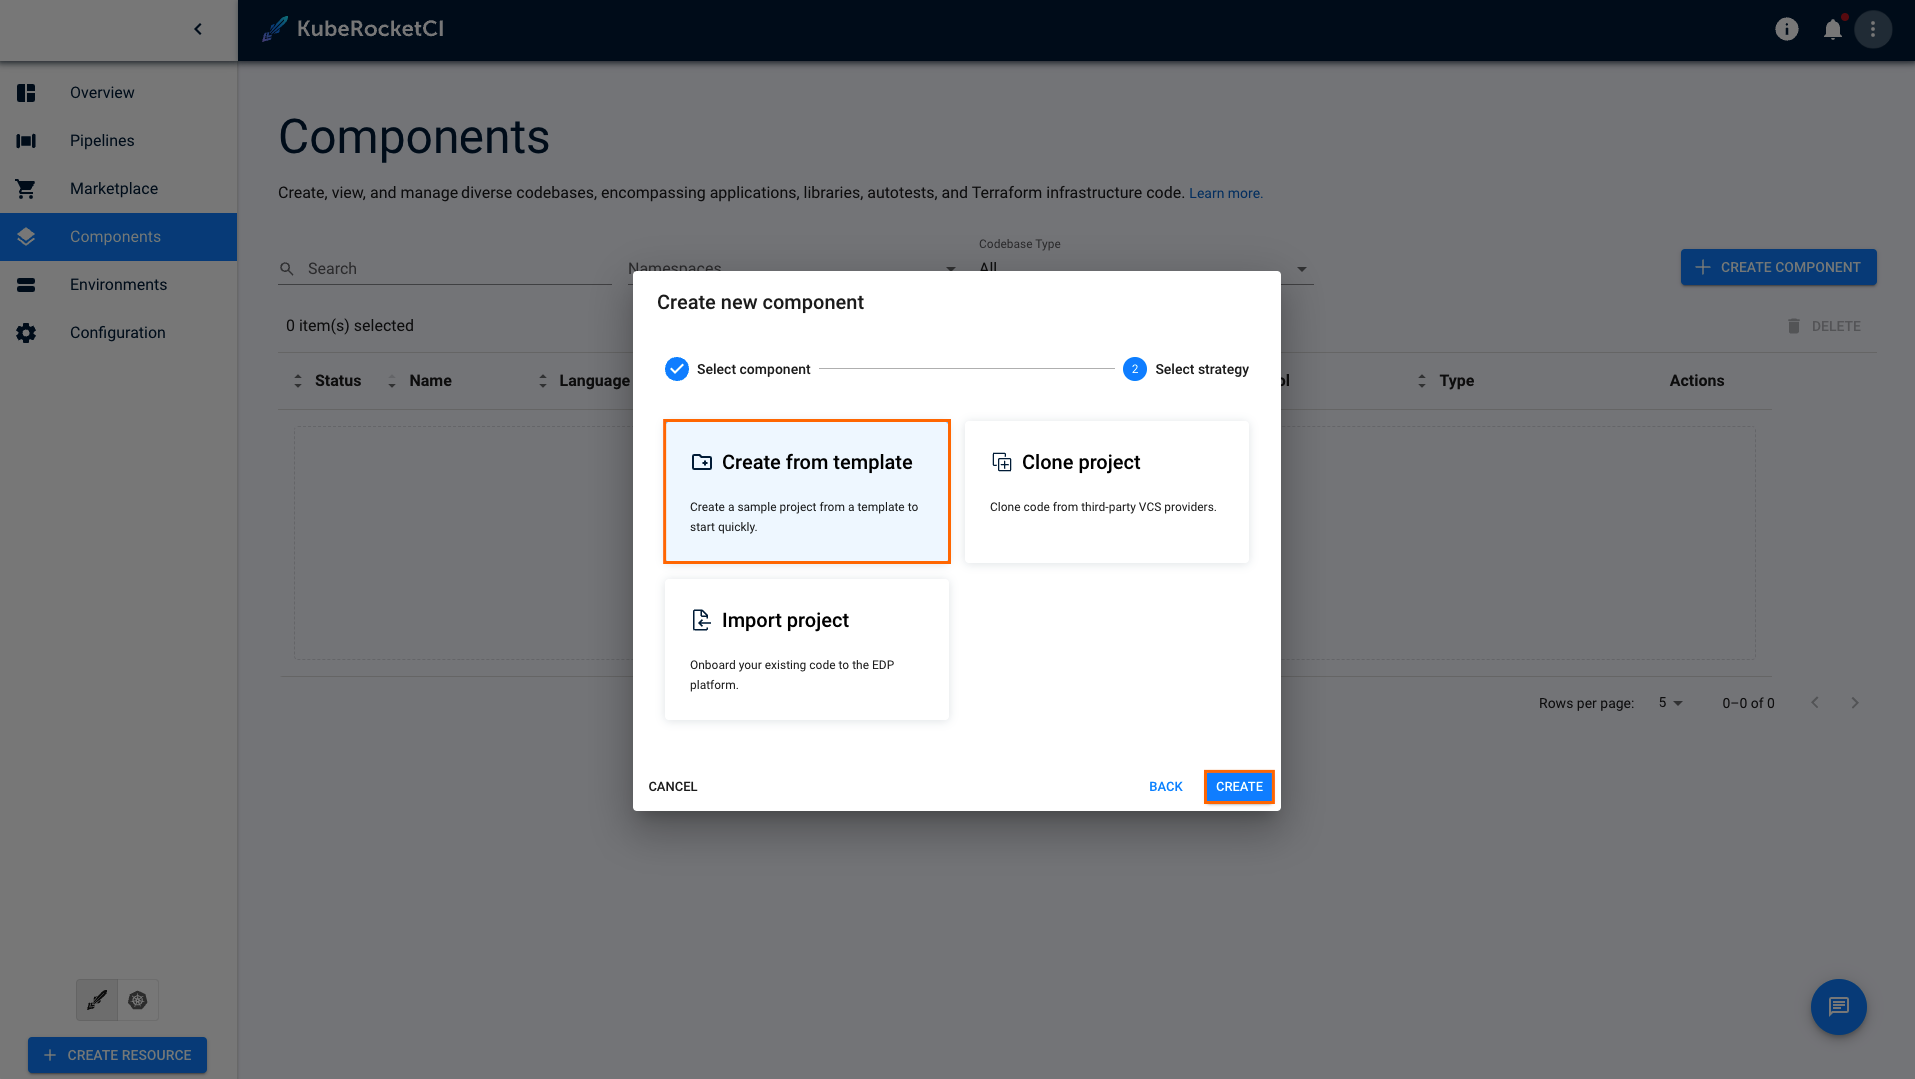 KubeRocketCI
Overview
Pipelines
Marketplace
Components
Environments
Configuration
CREATE RESOURCE
Components
Create, view, and manage diverse codebases, encompassing applications, libraries, autotests, and Terraform infrastructure code. Learn more.
Search
Namespaces
Codebase Type
All
CREATE COMPONENT
0 item(s) selected
DELETE
Status
Name
Language
Type
Actions
Rows per page:
5
0–0 of 0
Create new component
Select component
2
Select strategy
Create from template
Create a sample project from a template to
start quickly.
Clone project
Clone code from third-party VCS providers.
Import project
Onboard your existing code to the EDP
platform.
CANCEL
BACK
CREATE